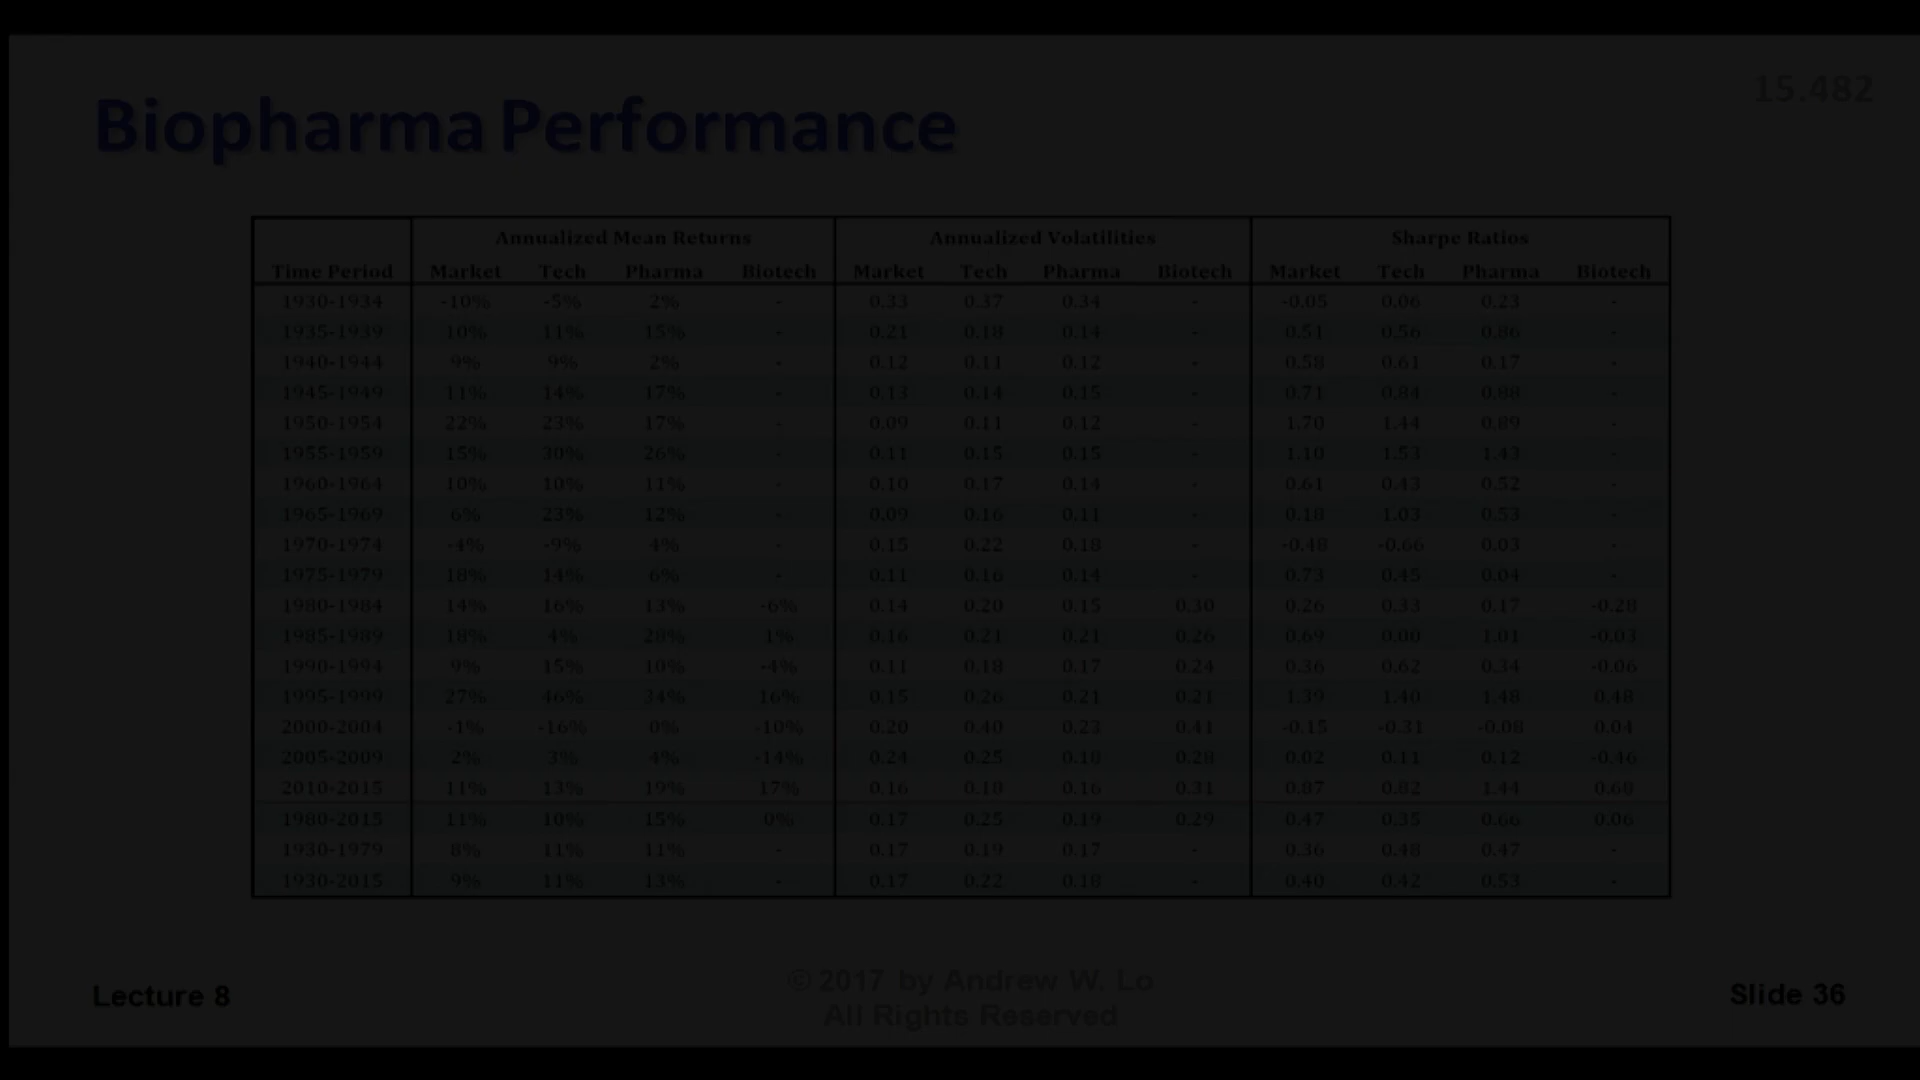 15.482
Biopharma Performance
Annualized Mean Returns Annualized Volatilities Sharpe Ratios
Time Period Market Tech Pharma Biotech Market Tech Pharma Biotech Market Tech Pharma Biotech
1930-1934 -10% -5% 2% - 0.33 0.37 0.34 - -0.05 0.06 0.23 -
1935-1939 10% 11% 15% - 0.21 0.18 0.14 - 0.51 0.56 0.86 -
1940-1944 9% 9% 2% - 0.12 0.11 0.12 - 0.58 0.61 0.17 -
1945-1949 11% 14% 17% - 0.13 0.14 0.15 - 0.71 0.84 0.88 -
1950-1954 22% 23% 17% - 0.09 0.11 0.12 - 1.70 1.44 0.89 -
1955-1959 15% 30% 26% - 0.11 0.15 0.15 - 1.10 1.53 1.43 -
1960-1964 10% 10% 11% - 0.10 0.17 0.14 - 0.61 0.43 0.52 -
1965-1969 6% 23% 12% - 0.09 0.16 0.11 - 0.18 1.03 0.53 -
1970-1974 -4% -9% 4% - 0.15 0.22 0.18 - -0.48 -0.66 0.03 -
1975-1979 18% 14% 6% - 0.11 0.16 0.14 - 0.73 0.45 0.04 -
1980-1984 14% 16% 13% -6% 0.14 0.20 0.15 0.30 0.26 0.33 0.17 -0.28
1985-1989 18% 4% 28% 1% 0.16 0.21 0.21 0.26 0.69 0.00 1.01 -0.03
1990-1994 9% 15% 10% -4% 0.11 0.18 0.17 0.24 0.36 0.62 0.34 -0.06
1995-1999 27% 46% 34% 16% 0.15 0.26 0.21 0.21 1.39 1.40 1.48 0.48
2000-2004 -1% -16% 0% -10% 0.20 0.40 0.23 0.41 -0.15 -0.31 -0.08 0.04
2005-2009 2% 3% 4% -14% 0.24 0.25 0.18 0.28 0.02 0.11 0.12 -0.46
2010-2015 11% 13% 19% 17% 0.16 0.18 0.16 0.31 0.87 0.82 1.44 0.68
1980-2015 11% 10% 15% 0% 0.17 0.25 0.19 0.29 0.47 0.35 0.66 0.06
1930-1979 8% 11% 11% - 0.17 0.19 0.17 - 0.36 0.48 0.47 -
1930-2015 9% 11% 13% - 0.17 0.22 0.18 - 0.40 0.42 0.53 -
Lecture 8
© 2017 by Andrew W. Lo
All Rights Reserved
Slide 36